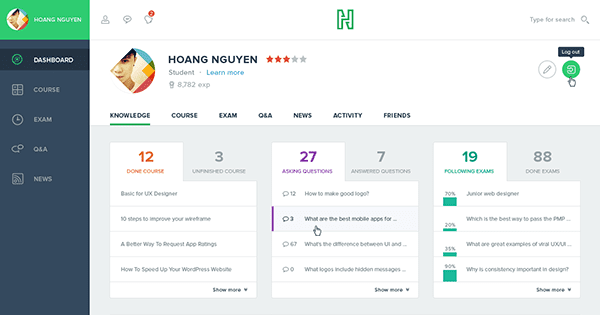 HOANG NGUYEN
2
Type for search
Log out
DASHBOARD
COURSE
EXAM
Q&A
NEWS
HOANG NGUYEN
Student · Learn more
8,782 exp
KNOWLEDGE COURSE EXAM Q&A NEWS ACTIVITY FRIENDS
12
DONE COURSE
3
UNFINISHED COURSE
Basic for UX Designer
10 steps to improve your wireframe
A Better Way To Request App Ratings
How To Speed Up Your WordPress Website
Show more
27
ASKING QUESTIONS
7
ANSWERED QUESTIONS
12 How to make good logo?
3 What are the best mobile apps for ...
67 What's the difference between UI and ...
0 What logos include hidden messages ...
Show more
19
FOLLOWING EXAMS
88
DONE EXAMS
70% Junior web designer
20% Which is the best way to pass the PMP ...
35% What are great examples of viral UX/UI ...
90% Why is consistency important in design?
Show more